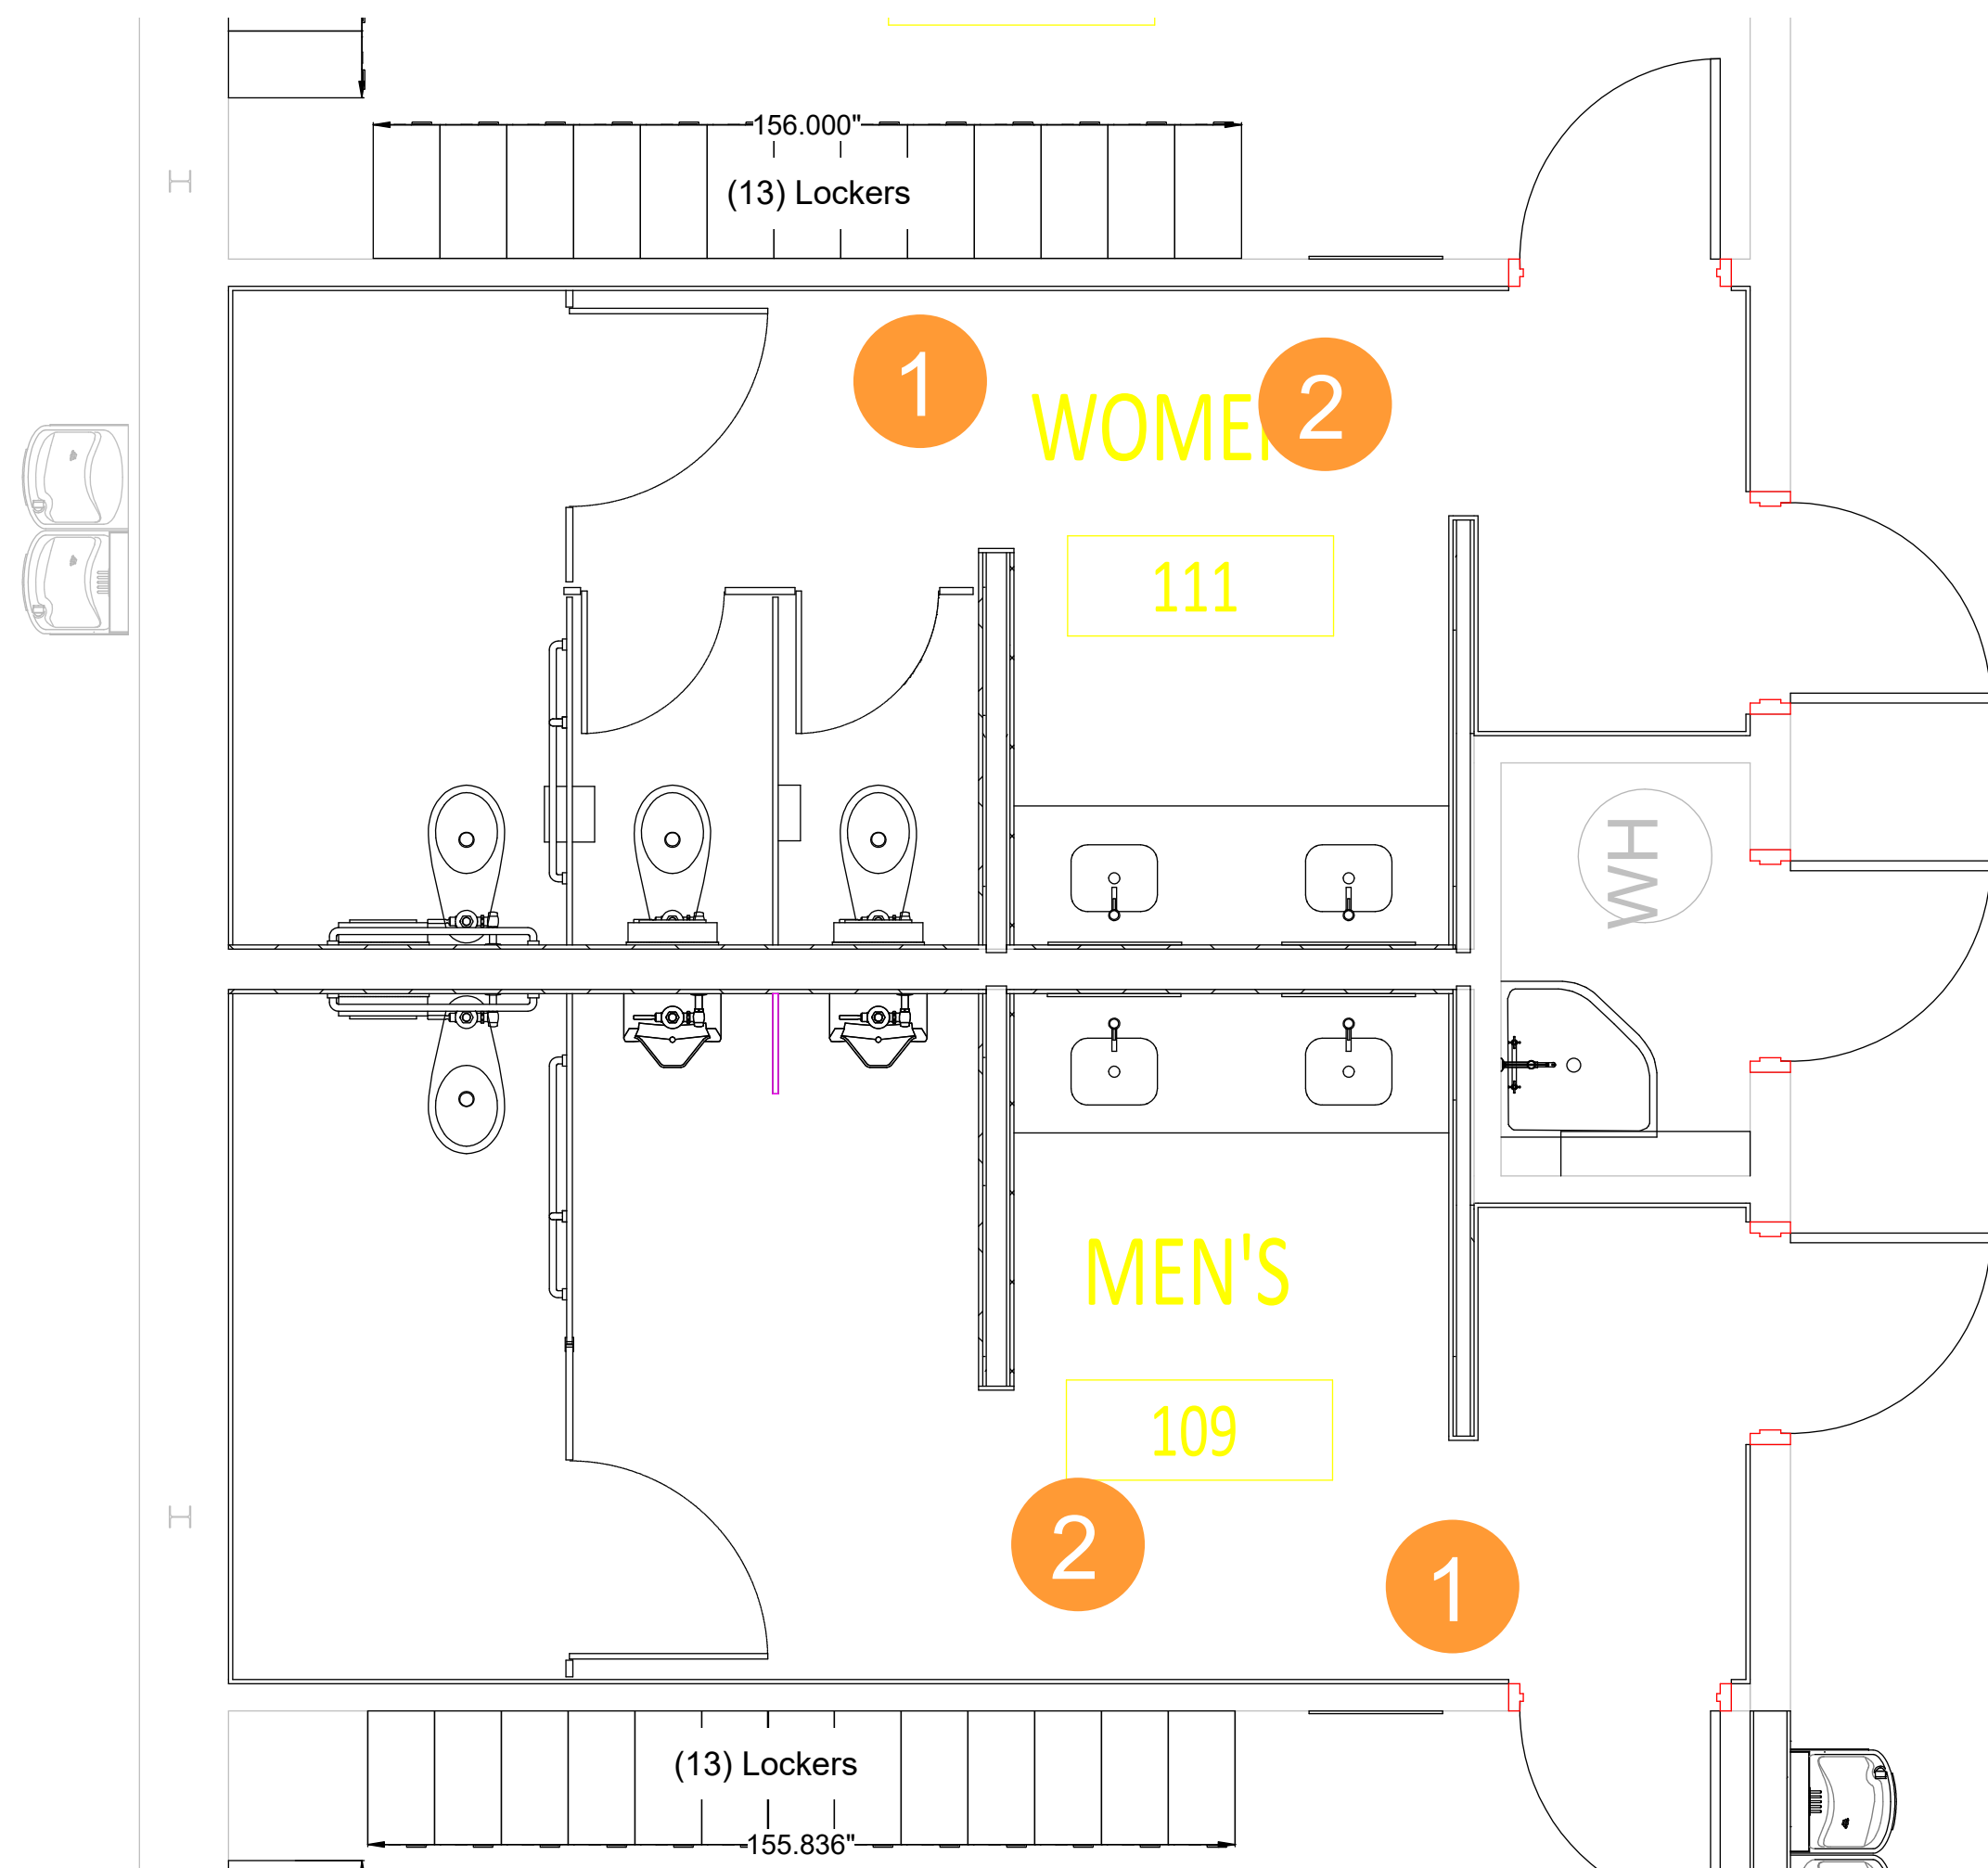 156.000"
(13) Lockers
H
1
2
WOMEN
111
WH
MEN'S
109
2
1
H
(13) Lockers
155.836"